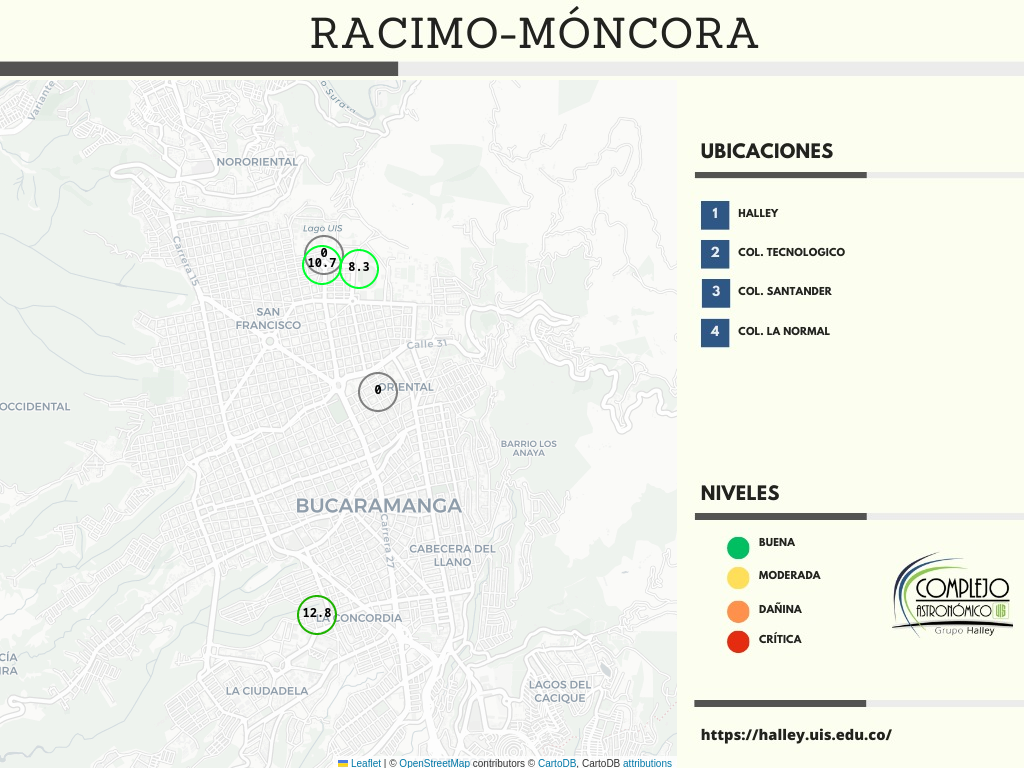 RACIMO-MÓNCORA
Variante
o Suro
NORORIENTAL
Lago UIS
0
10.7
8.3
Carrera 15
SAN
FRANCISCO
Calle 31
0
ORIENTAL
OCCIDENTAL
BARRIO LOS
ANAYA
BUCARAMANGA
Carrera 27
CABECERA DEL
LLANO
12.8
LA CONCORDIA
CÍA
IRA
LA CIUDADELA
LAGOS DEL
CACIQUE
Leaflet | © OpenStreetMap contributors © CartoDB, CartoDB attributions
UBICACIONES
1 HALLEY
2 COL. TECNOLOGICO
3 COL. SANTANDER
4 COL. LA NORMAL
NIVELES
BUENA
MODERADA
DAÑINA
CRÍTICA
COMPLEJO
ASTRONÓMICO UIS
Grupo Halley
https://halley.uis.edu.co/